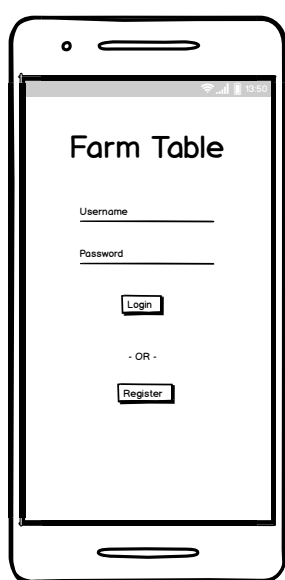 13:50
Farm Table
Username
Password
Login
- OR -
Register